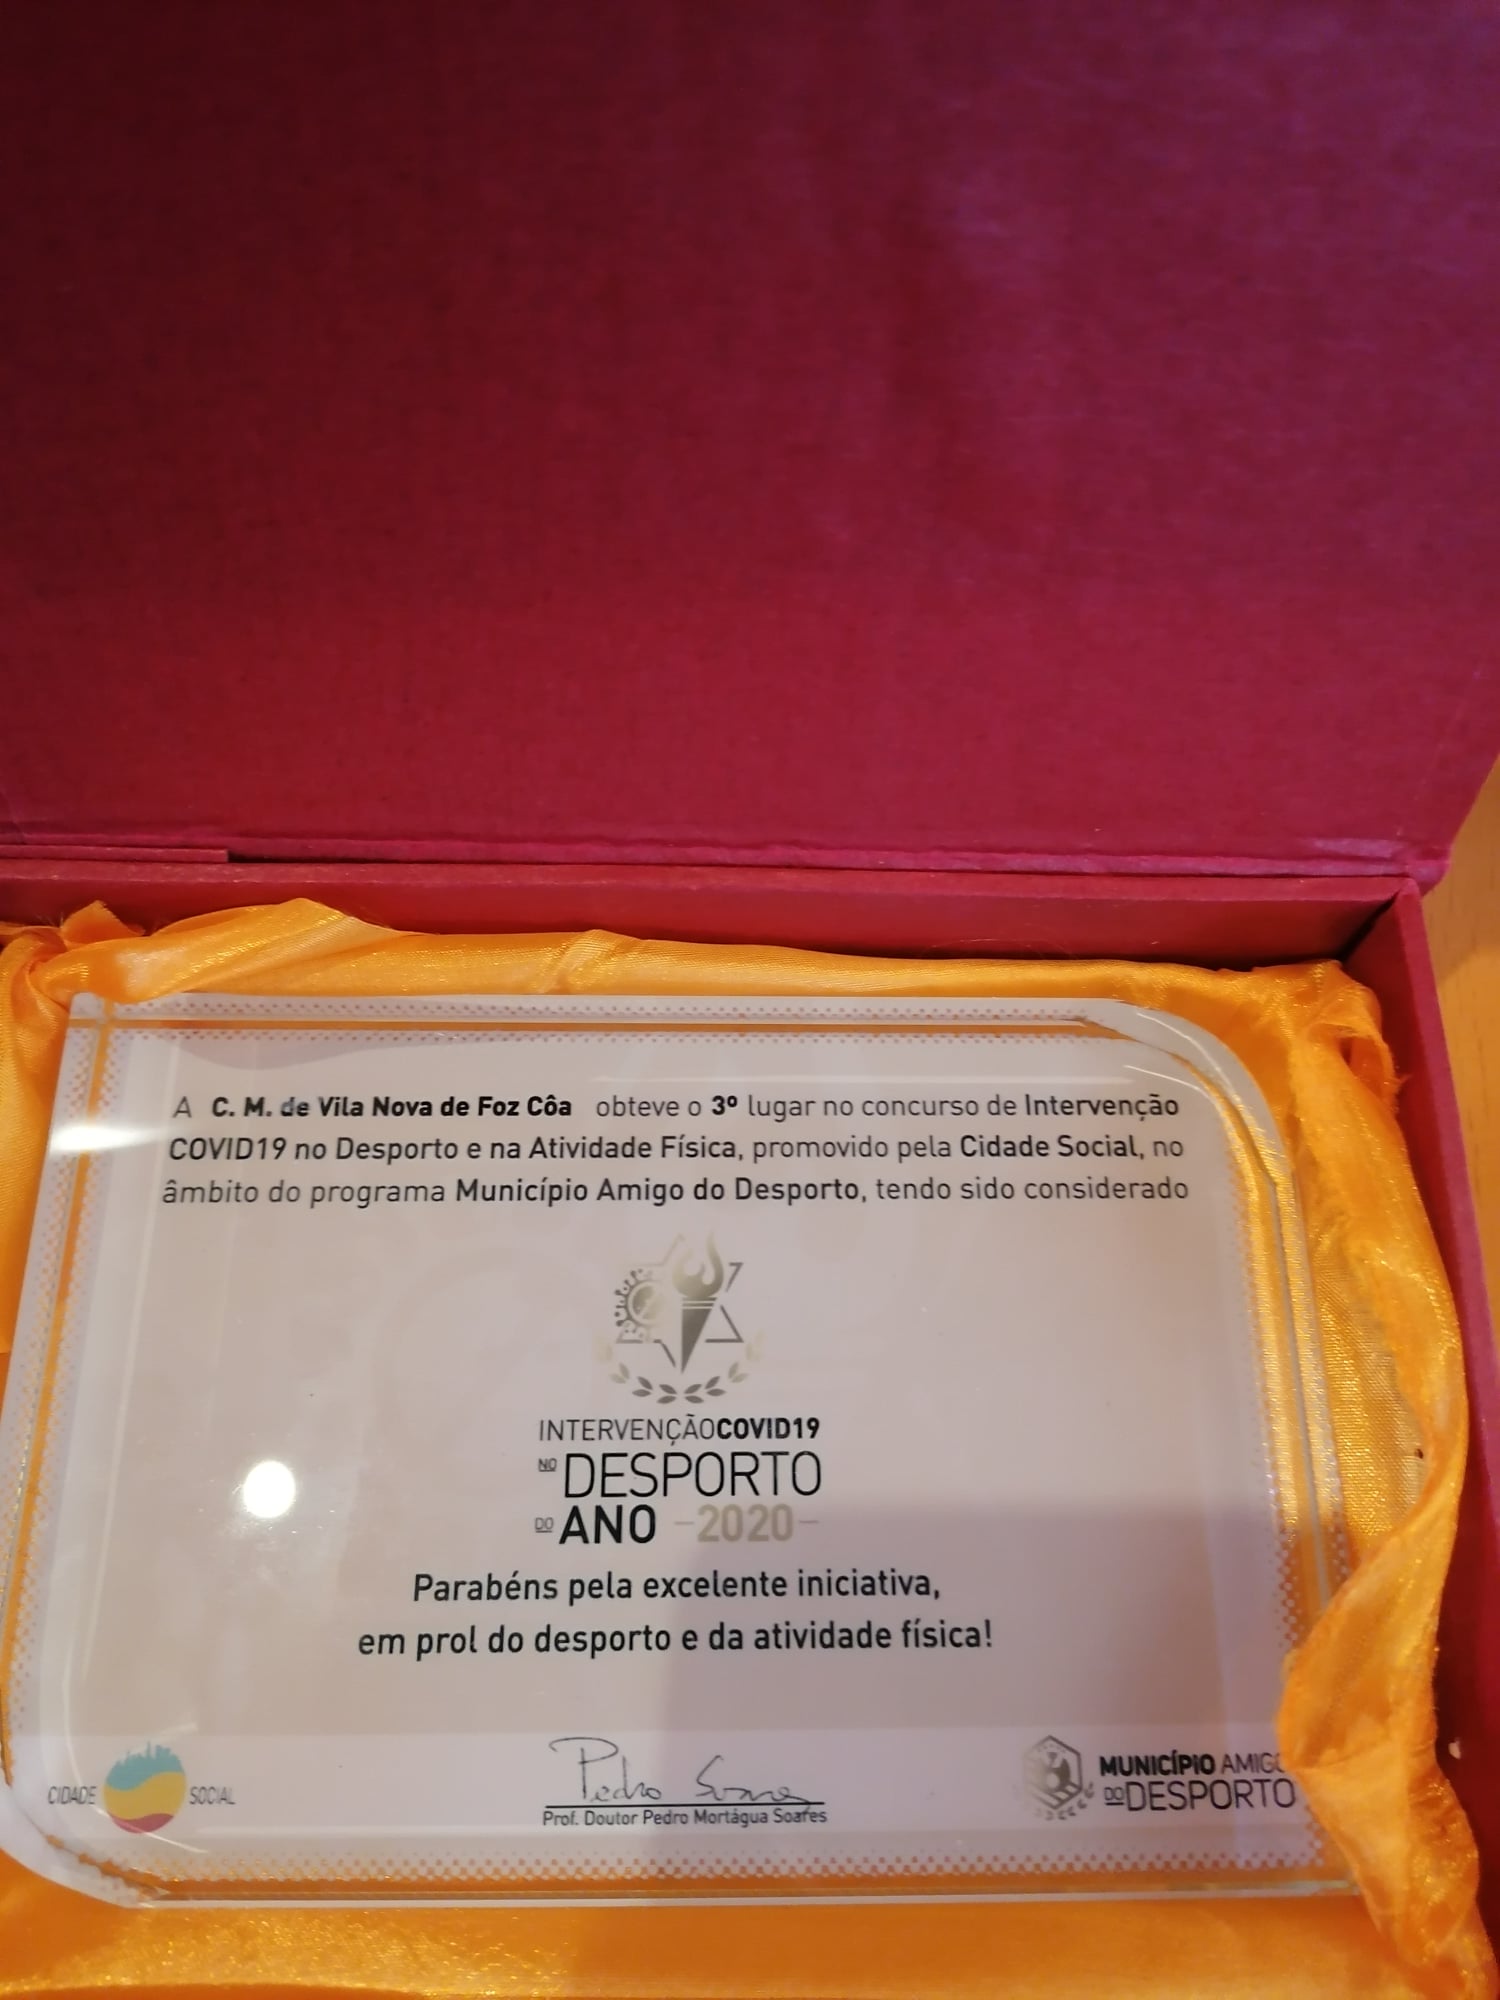 A C. M. de Vila Nova de Foz Côa obteve o 3º lugar no concurso de Intervenção
COVID19 no Desporto e na Atividade Física, promovido pela Cidade Social, no
âmbito do programa Município Amigo do Desporto, tendo sido considerado
INTERVENÇÃOCOVID19
NO DESPORTO
DO ANO -2020-
Parabéns pela excelente iniciativa,
em prol do desporto e da atividade física!
CIDADE SOCIAL
Pedro Soares
Prof. Doutor Pedro Mortágua Soares
MUNICÍPIO AMIGO
DO DESPORTO